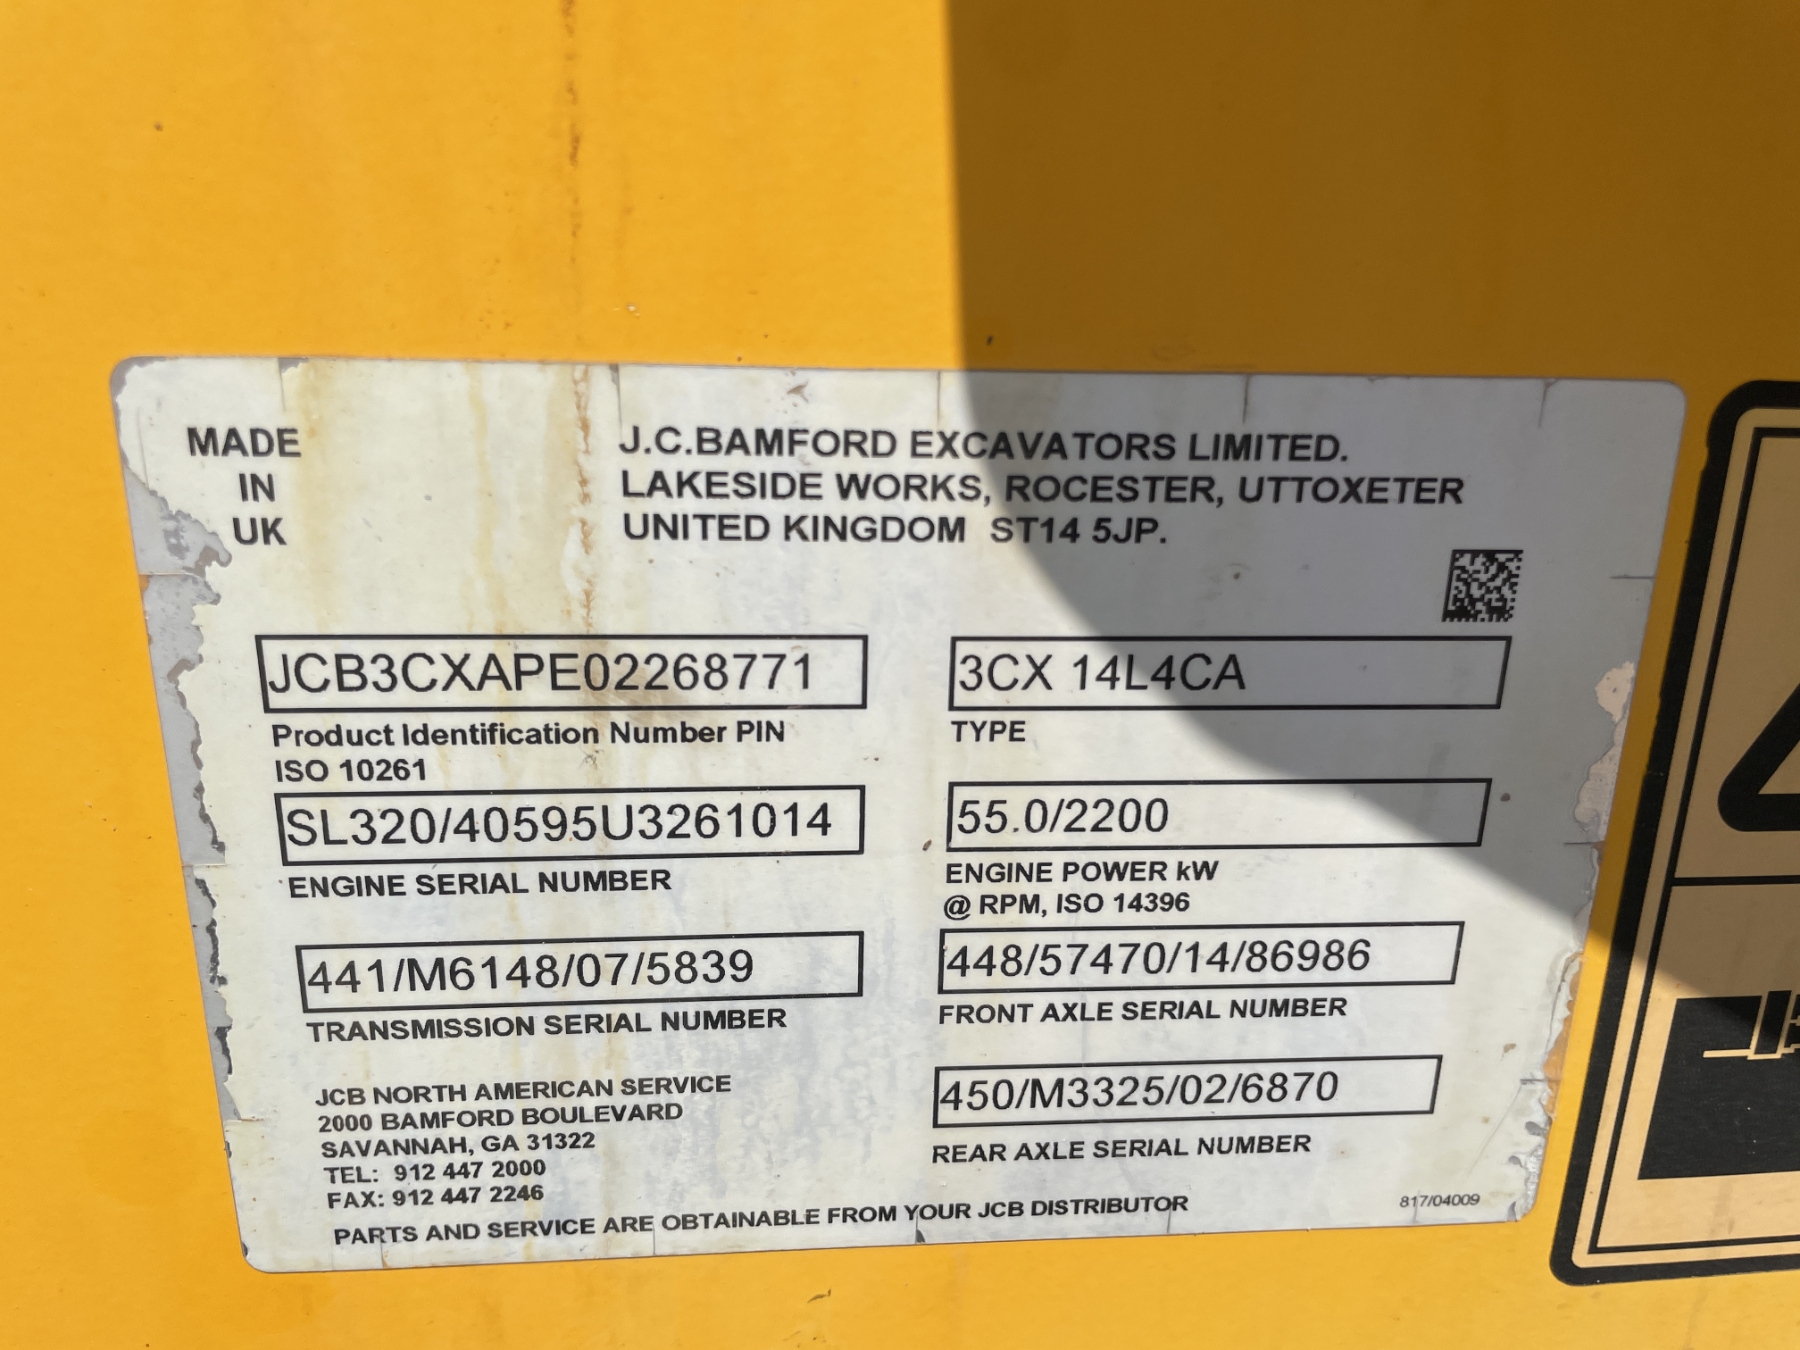 MADE
IN
UK
J.C.BAMFORD EXCAVATORS LIMITED.
LAKESIDE WORKS, ROCESTER, UTTOXETER
UNITED KINGDOM ST14 5JP.
JCB3CXAPE02268771
Product Identification Number PIN
ISO 10261
3CX 14L4CA
TYPE
SL320/40595U3261014
ENGINE SERIAL NUMBER
55.0/2200
ENGINE POWER kW
@ RPM, ISO 14396
441/M6148/07/5839
TRANSMISSION SERIAL NUMBER
448/57470/14/86986
FRONT AXLE SERIAL NUMBER
450/M3325/02/6870
REAR AXLE SERIAL NUMBER
JCB NORTH AMERICAN SERVICE
2000 BAMFORD BOULEVARD
SAVANNAH, GA 31322
TEL: 912 447 2000
FAX: 912 447 2246
PARTS AND SERVICE ARE OBTAINABLE FROM YOUR JCB DISTRIBUTOR
817/04009